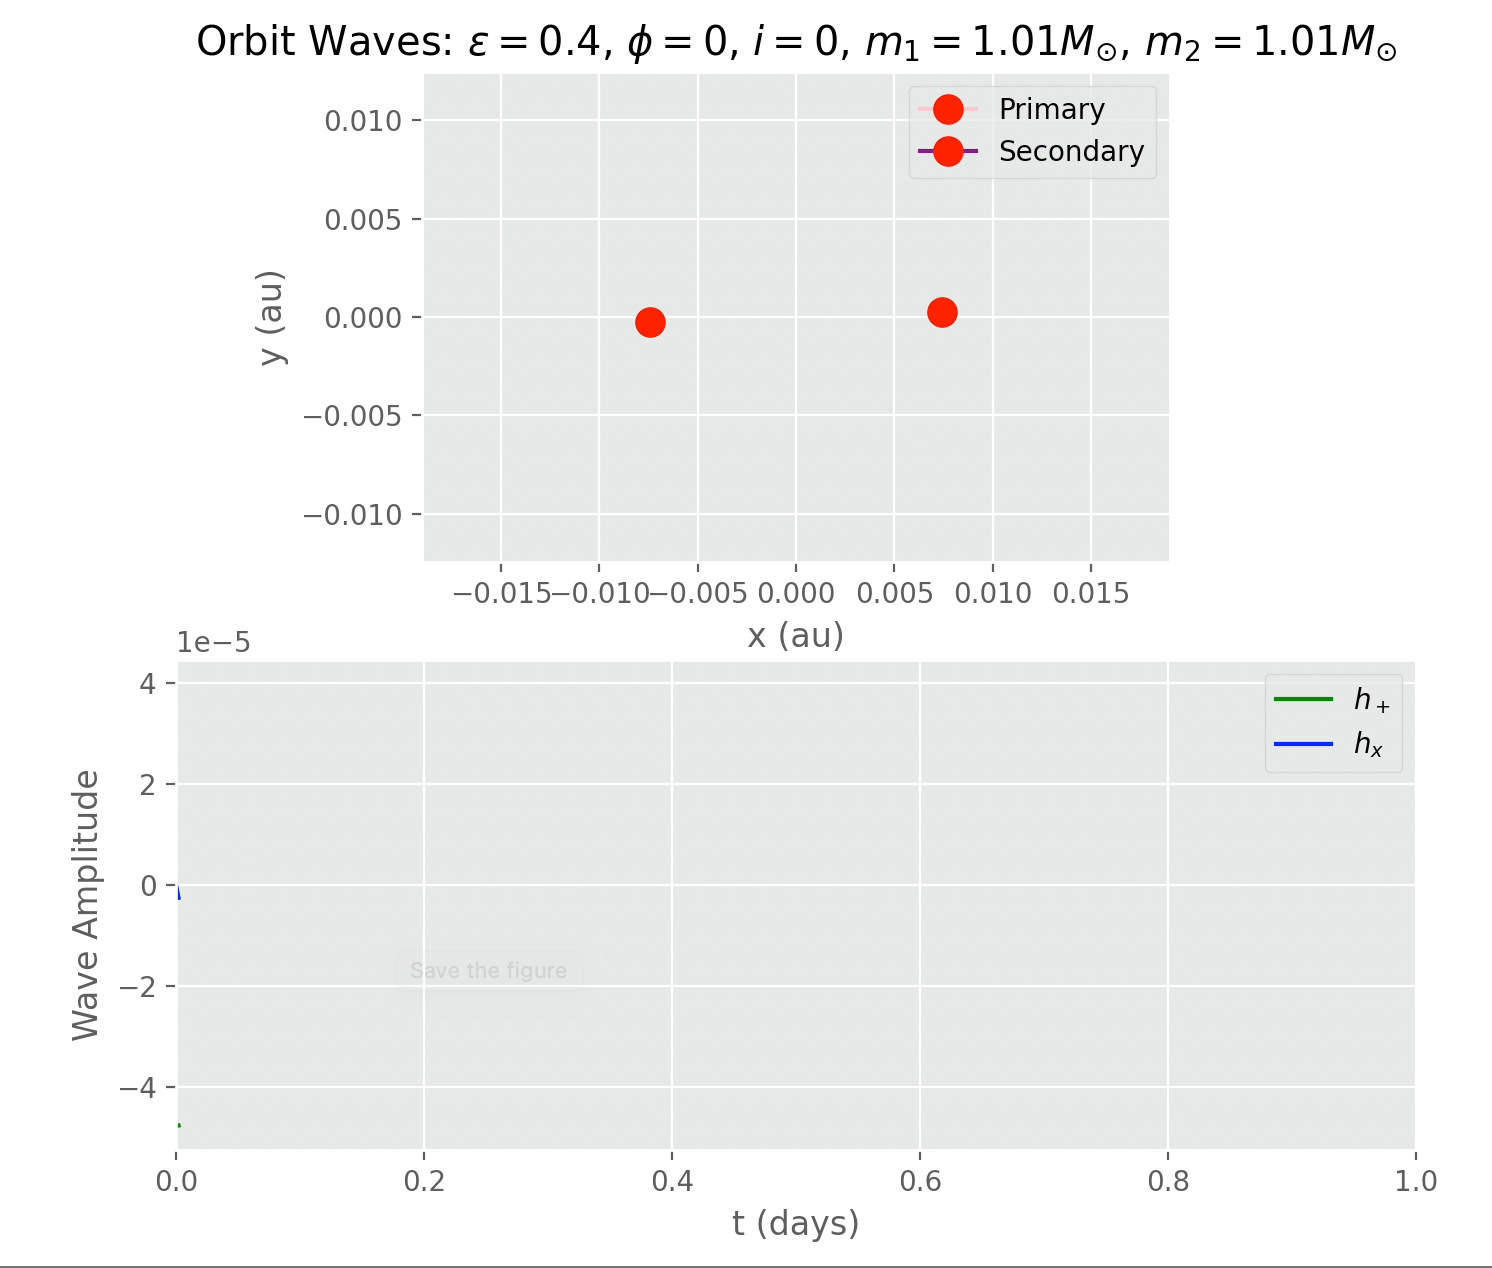 Orbit Waves: ε = 0.4, ϕ = 0, i = 0, m₁ = 1.01M⊙, m₂ = 1.01M⊙
Primary
Secondary
0.010
0.005
0.000
−0.005
−0.010
y (au)
−0.015 −0.010 −0.005 0.000 0.005 0.010 0.015
x (au)
1e−5
h₊
hₓ
4
2
0
−2
−4
Wave Amplitude
Save the figure
0.0 0.2 0.4 0.6 0.8 1.0
t (days)